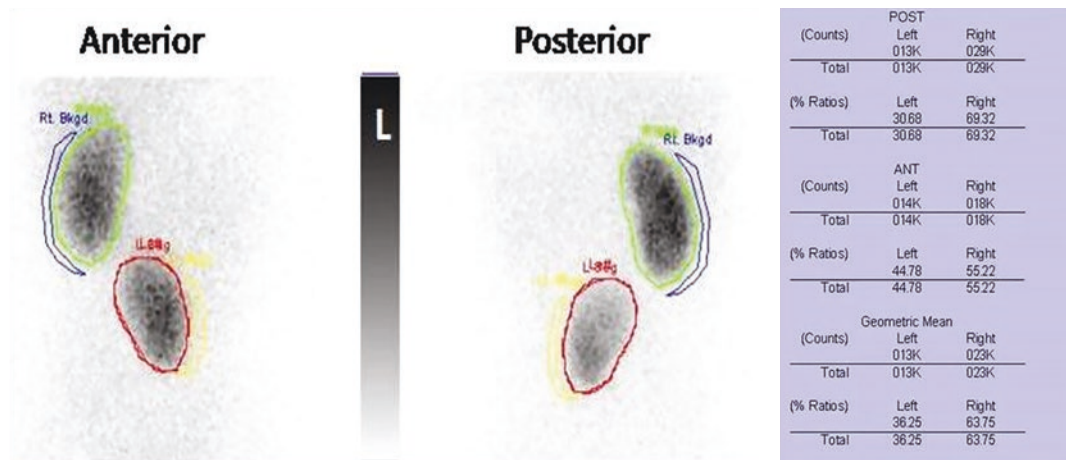 Anterior
Posterior
L
Rt. Bkgd
Rt. Bkgd
POST
(Counts) Left Right
013K 029K
Total 013K 029K
(% Ratios) Left Right
30.68 69.32
Total 30.68 69.32
ANT
(Counts) Left Right
014K 018K
Total 014K 018K
(% Ratios) Left Right
44.78 55.22
Total 44.78 55.22
Geometric Mean
(Counts) Left Right
013K 023K
Total 013K 023K
(% Ratios) Left Right
36.25 63.75
Total 36.25 63.75